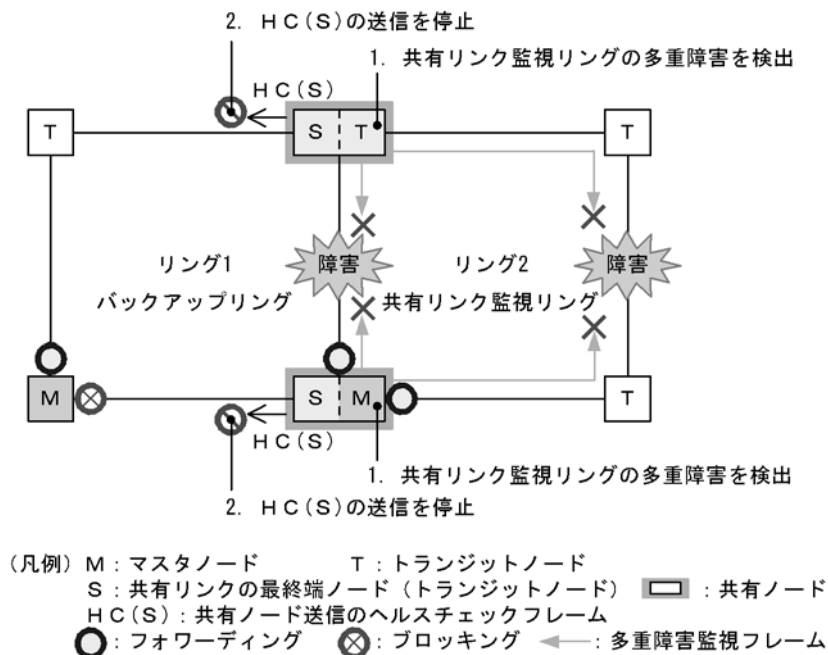 2. HC(S)の送信を停止
1. 共有リンク監視リングの多重障害を検出
HC(S)
T
S T
T
リング1
バックアップリング
障害
リング2
共有リンク監視リング
障害
M
S M
T
HC(S)
1. 共有リンク監視リングの多重障害を検出
2. HC(S)の送信を停止
(凡例) M:マスタノード T:トランジットノード
S:共有リンクの最終端ノード(トランジットノード) :共有ノード
HC(S):共有ノード送信のヘルスチェックフレーム
:フォワーディング :ブロッキング :多重障害監視フレーム